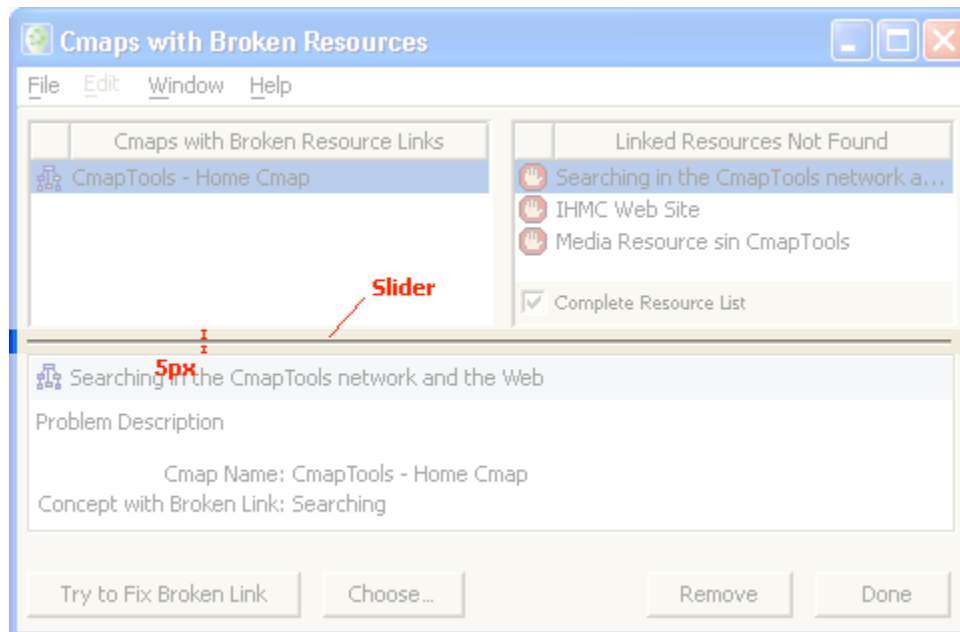 Cmaps with Broken Resources
File Edit Window Help
Cmaps with Broken Resource Links
CmapTools - Home Cmap
Linked Resources Not Found
Searching in the CmapTools network a...
IHMC Web Site
Media Resource sin CmapTools
Complete Resource List
Slider
5px
Searching in the CmapTools network and the Web
Problem Description
Cmap Name: CmapTools - Home Cmap
Concept with Broken Link: Searching
Try to Fix Broken Link Choose... Remove Done